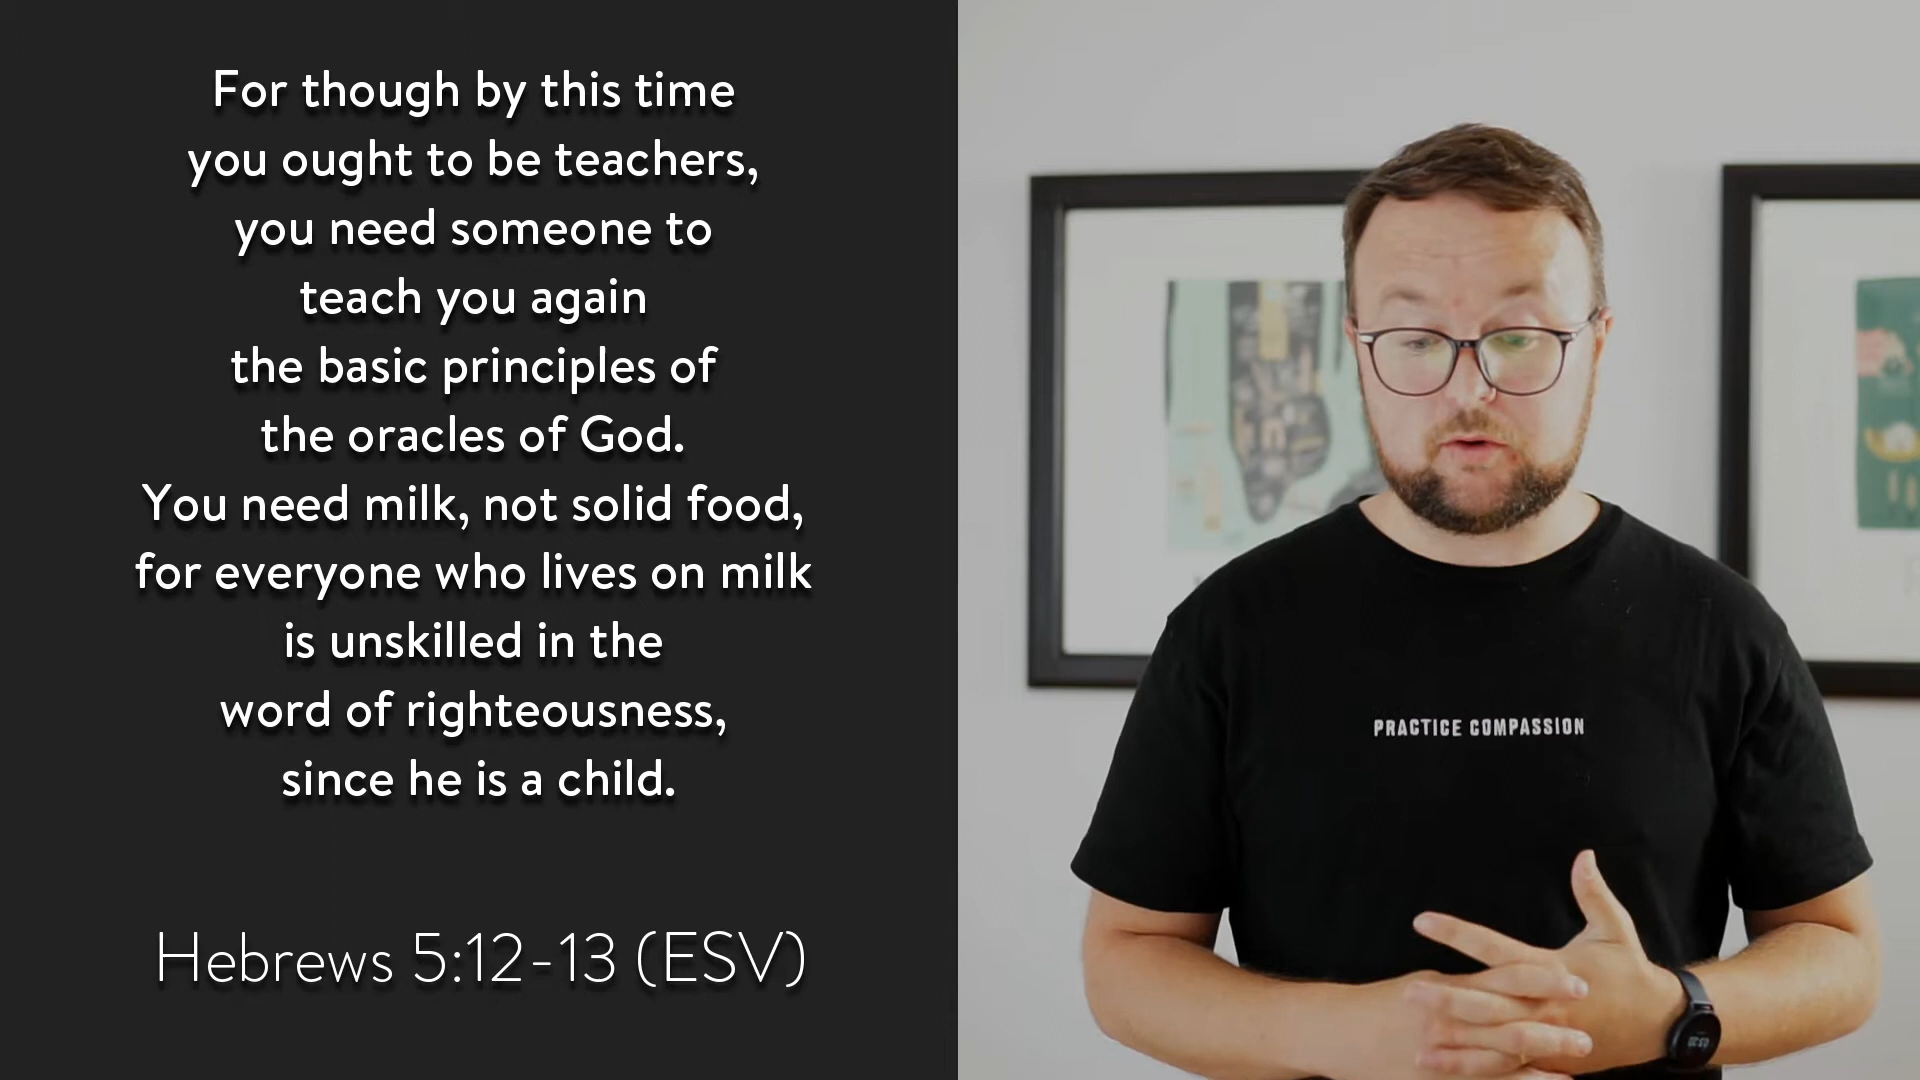 For though by this time
you ought to be teachers,
you need someone to
teach you again
the basic principles of
the oracles of God.
You need milk, not solid food,
for everyone who lives on milk
is unskilled in the
word of righteousness,
since he is a child.
Hebrews 5:12-13 (ESV)
PRACTICE COMPASSION